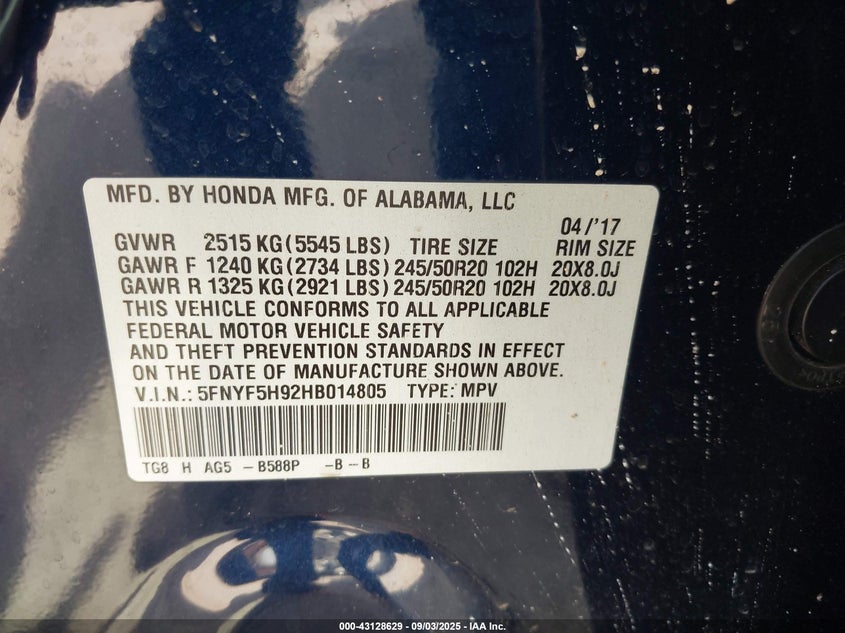 MFD. BY HONDA MFG. OF ALABAMA, LLC
04/'17
GVWR 2515 KG (5545 LBS) TIRE SIZE RIM SIZE
GAWR F 1240 KG (2734 LBS) 245/50R20 102H 20X8.0J
GAWR R 1325 KG (2921 LBS) 245/50R20 102H 20X8.0J
THIS VEHICLE CONFORMS TO ALL APPLICABLE
FEDERAL MOTOR VEHICLE SAFETY
AND THEFT PREVENTION STANDARDS IN EFFECT
ON THE DATE OF MANUFACTURE SHOWN ABOVE.
V.I.N.: 5FNYF5H92HB014805 TYPE: MPV
TG8 H AG5 -B588P -B--B
000-43128629 - 09/03/2025 - IAA Inc.